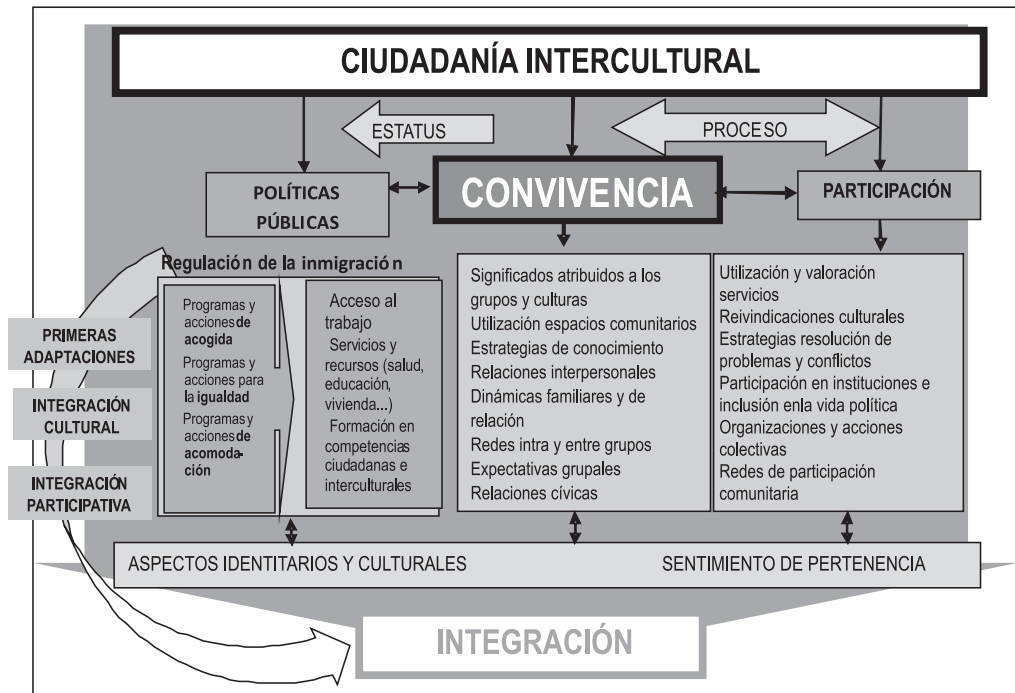 CIUDADANÍA INTERCULTURAL
ESTATUS
PROCESO
POLÍTICAS
PÚBLICAS
CONVIVENCIA
PARTICIPACIÓN
Regulación de la inmigración
PRIMERAS
ADAPTACIONES
INTEGRACIÓN
CULTURAL
INTEGRACIÓN
PARTICIPATIVA
Programas y
acciones de
acogida
Programas y
acciones para
la igualdad
Programas y
acciones de
acomoda-
ción
Acceso al
trabajo
Servicios y
recursos (salud,
educación,
vivienda...)
Formación en
competencias
ciudadanas e
interculturales
Significados atribuidos a los
grupos y culturas
Utilización espacios comunitarios
Estrategias de conocimiento
Relaciones interpersonales
Dinámicas familiares y de
relación
Redes intra y entre grupos
Expectativas grupales
Relaciones cívicas
Utilización y valoración
servicios
Reivindicaciones culturales
Estrategias resolución de
problemas y conflictos
Participación en instituciones e
inclusión enla vida política
Organizaciones y acciones
colectivas
Redes de participación
comunitaria
ASPECTOS IDENTITARIOS Y CULTURALES
SENTIMIENTO DE PERTENENCIA
INTEGRACIÓN